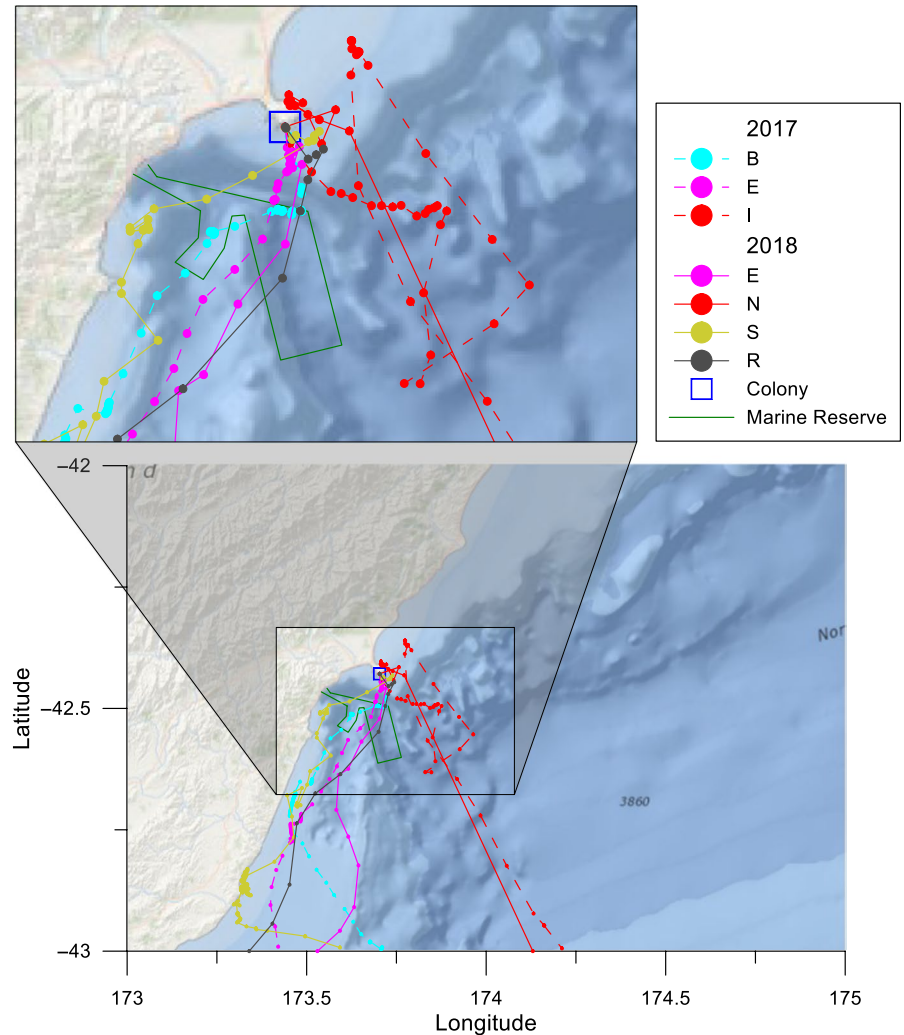 2017
B
E
I
2018
E
N
S
R
Colony
Marine Reserve
−42
n d
Nor
Latitude
−42.5
3860
−43
173
173.5
174
174.5
175
Longitude